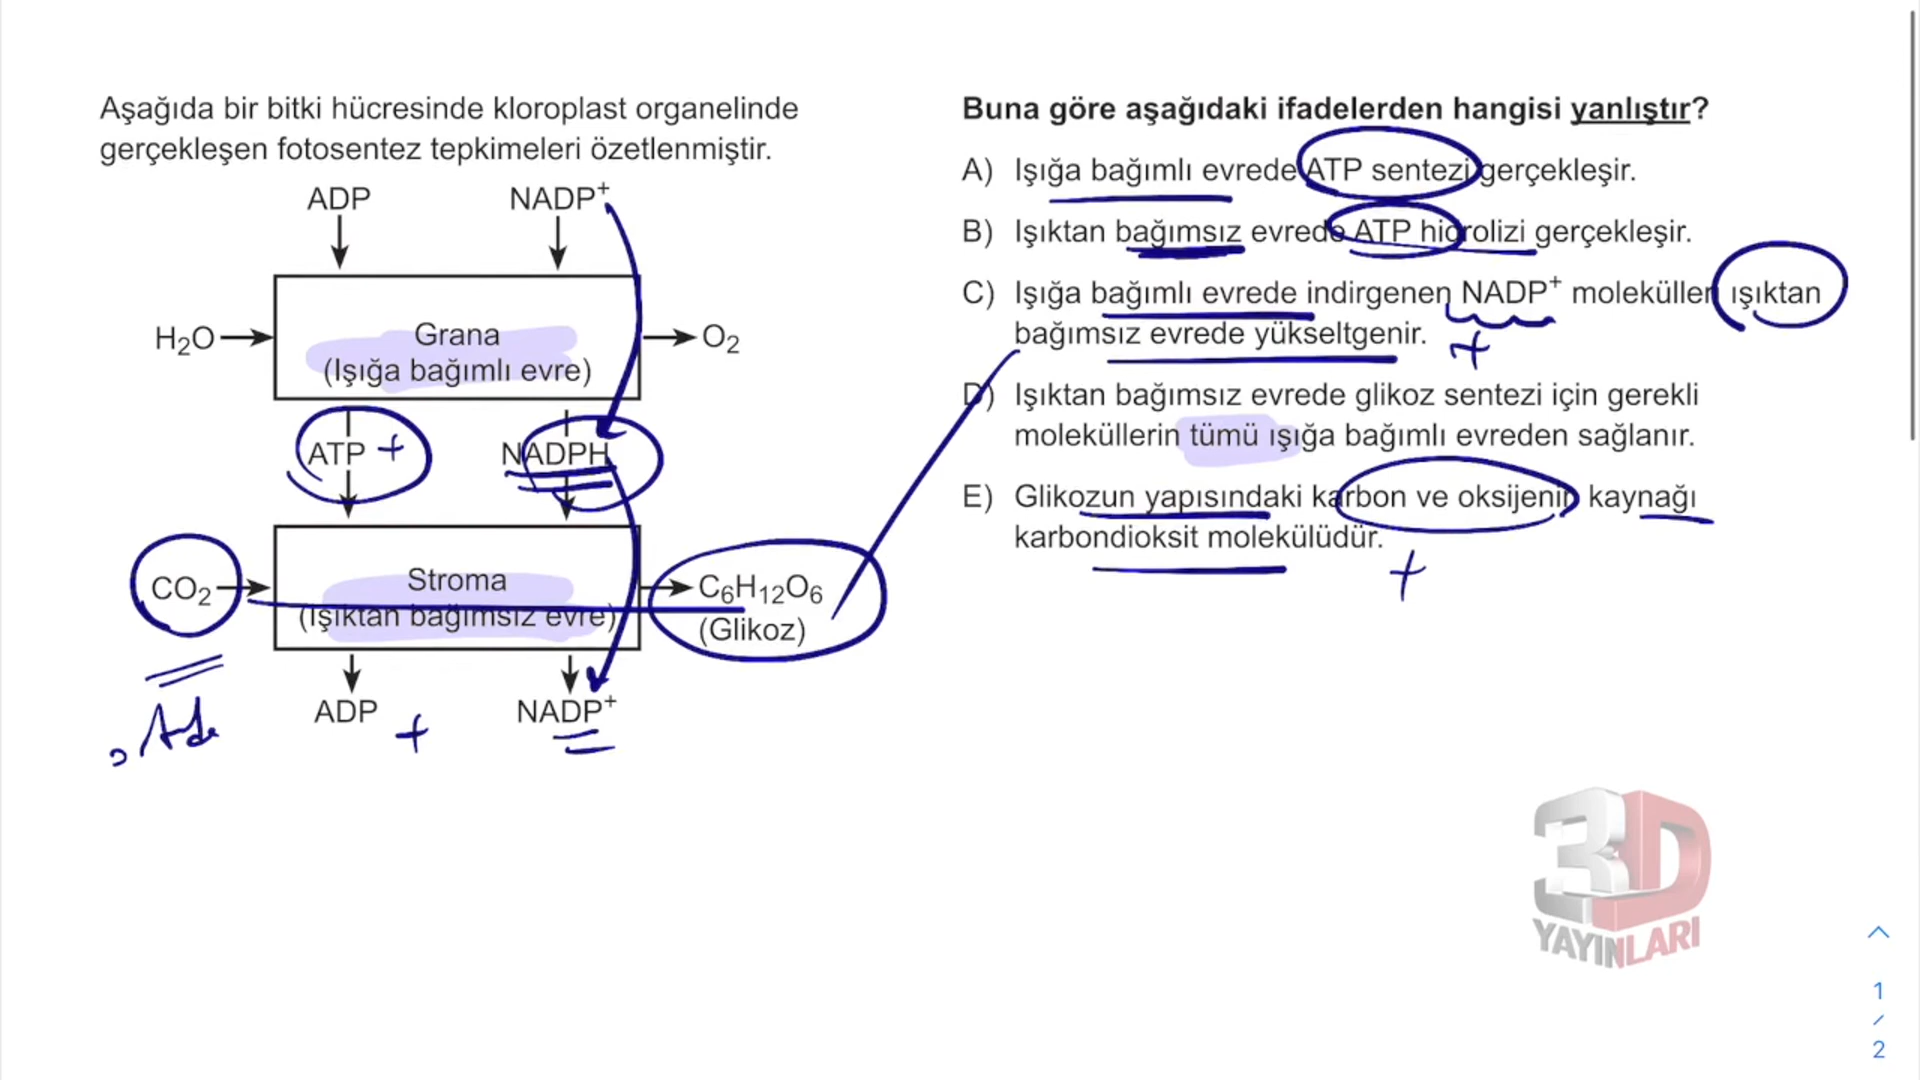 Aşağıda bir bitki hücresinde kloroplast organelinde
gerçekleşen fotosentez tepkimeleri özetlenmiştir.
ADP
NADP+
H2O
Grana
(Işığa bağımlı evre)
O2
ATP +
NADPH
CO2
Stroma
(Işıktan bağımsız evre)
C6H12O6
(Glikoz)
ADP
+
NADP+
Buna göre aşağıdaki ifadelerden hangisi yanlıştır?
A) Işığa bağımlı evrede ATP sentezi gerçekleşir.
B) Işıktan bağımsız evrede ATP hidrolizi gerçekleşir.
C) Işığa bağımlı evrede indirgenen NADP+ molekülleri ışıktan
bağımsız evrede yükseltgenir.
+
D) Işıktan bağımsız evrede glikoz sentezi için gerekli
moleküllerin tümü ışığa bağımlı evreden sağlanır.
E) Glikozun yapısındaki karbon ve oksijenin kaynağı
karbondioksit molekülüdür.
+
3D
YAYINLARI
1
/
2